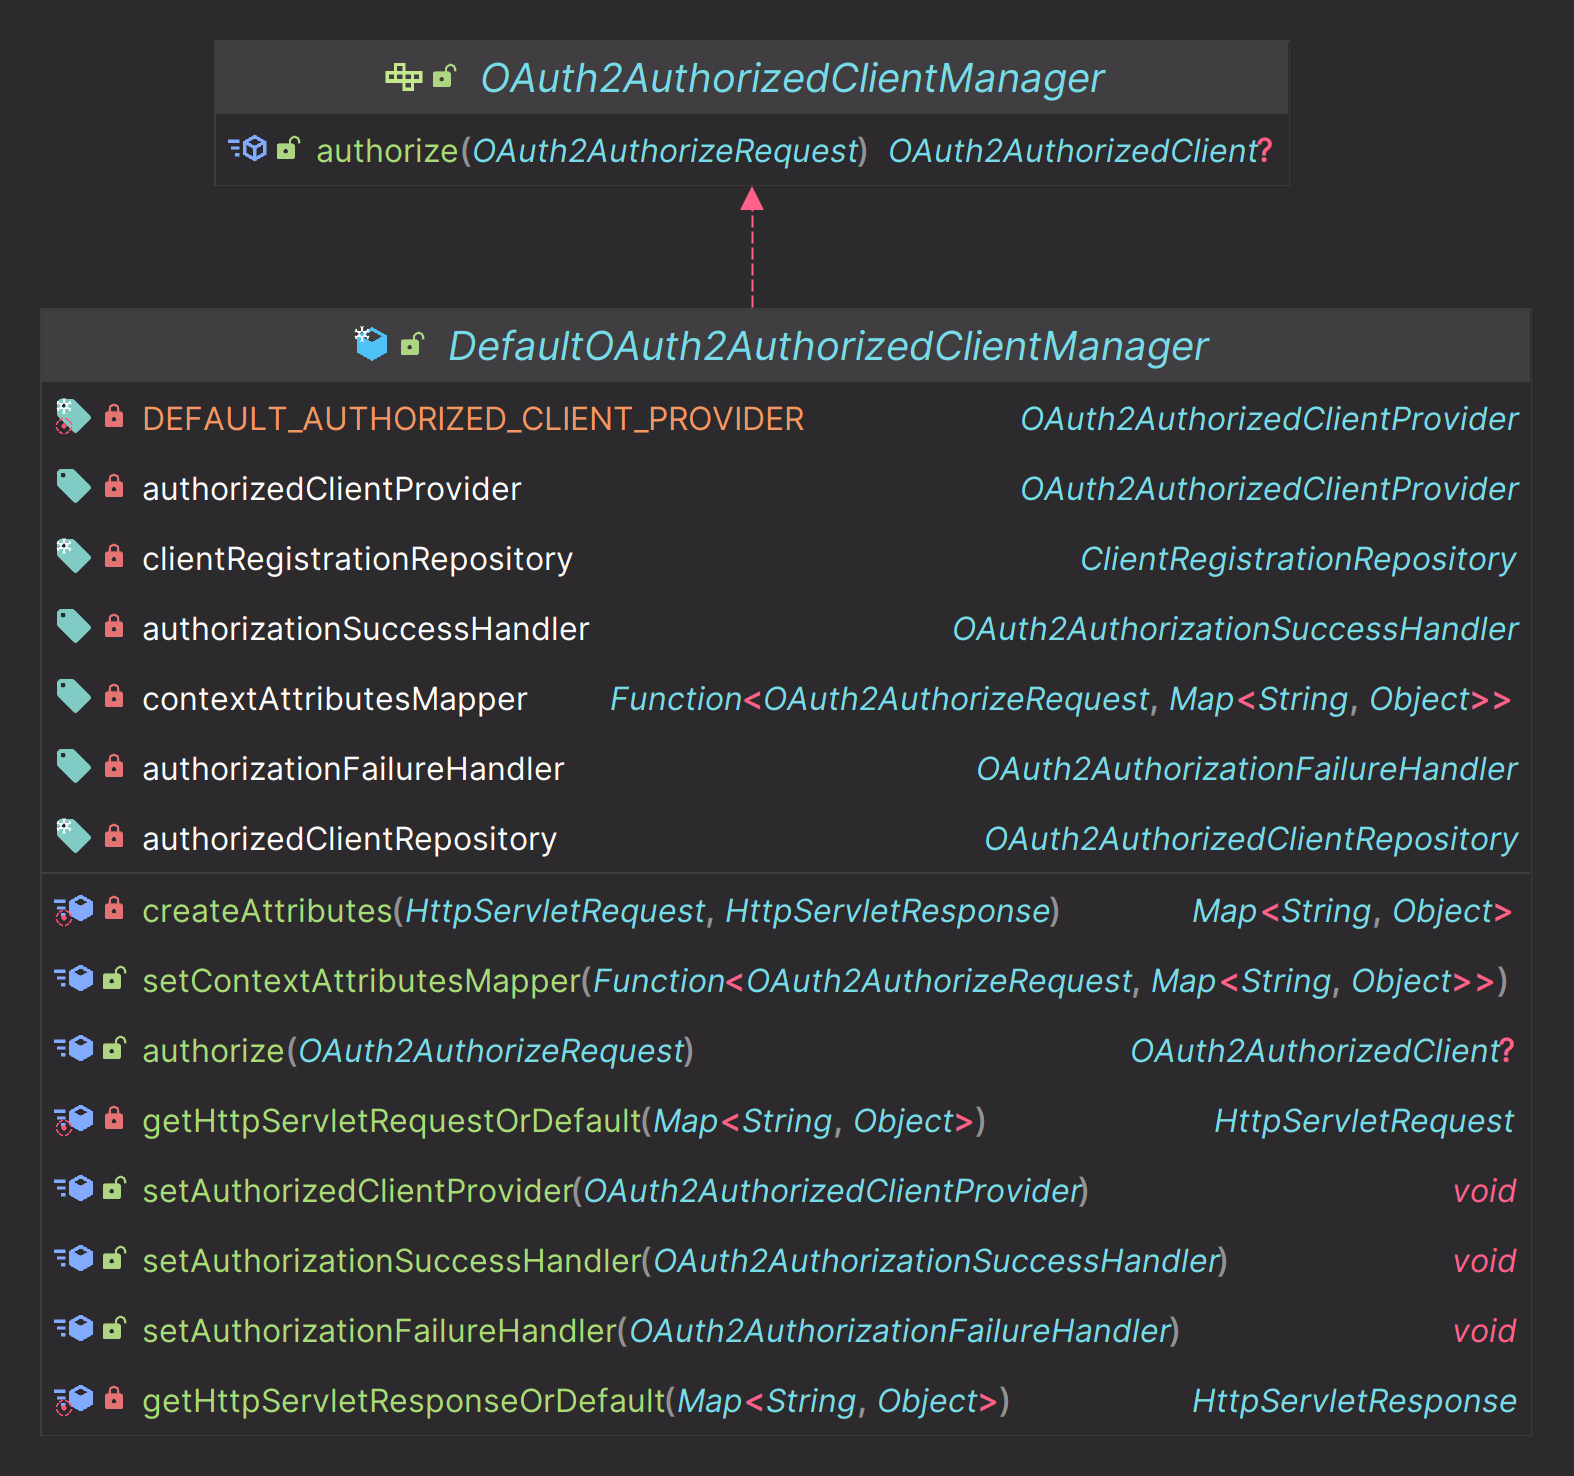 OAuth2AuthorizedClientManager
authorize(OAuth2AuthorizeRequest) OAuth2AuthorizedClient?
DefaultOAuth2AuthorizedClientManager
DEFAULT_AUTHORIZED_CLIENT_PROVIDER OAuth2AuthorizedClientProvider
authorizedClientProvider OAuth2AuthorizedClientProvider
clientRegistrationRepository ClientRegistrationRepository
authorizationSuccessHandler OAuth2AuthorizationSuccessHandler
contextAttributesMapper Function<OAuth2AuthorizeRequest, Map<String, Object>>
authorizationFailureHandler OAuth2AuthorizationFailureHandler
authorizedClientRepository OAuth2AuthorizedClientRepository
createAttributes(HttpServletRequest, HttpServletResponse) Map<String, Object>
setContextAttributesMapper(Function<OAuth2AuthorizeRequest, Map<String, Object>>)
authorize(OAuth2AuthorizeRequest) OAuth2AuthorizedClient?
getHttpServletRequestOrDefault(Map<String, Object>) HttpServletRequest
setAuthorizedClientProvider(OAuth2AuthorizedClientProvider) void
setAuthorizationSuccessHandler(OAuth2AuthorizationSuccessHandler) void
setAuthorizationFailureHandler(OAuth2AuthorizationFailureHandler) void
getHttpServletResponseOrDefault(Map<String, Object>) HttpServletResponse